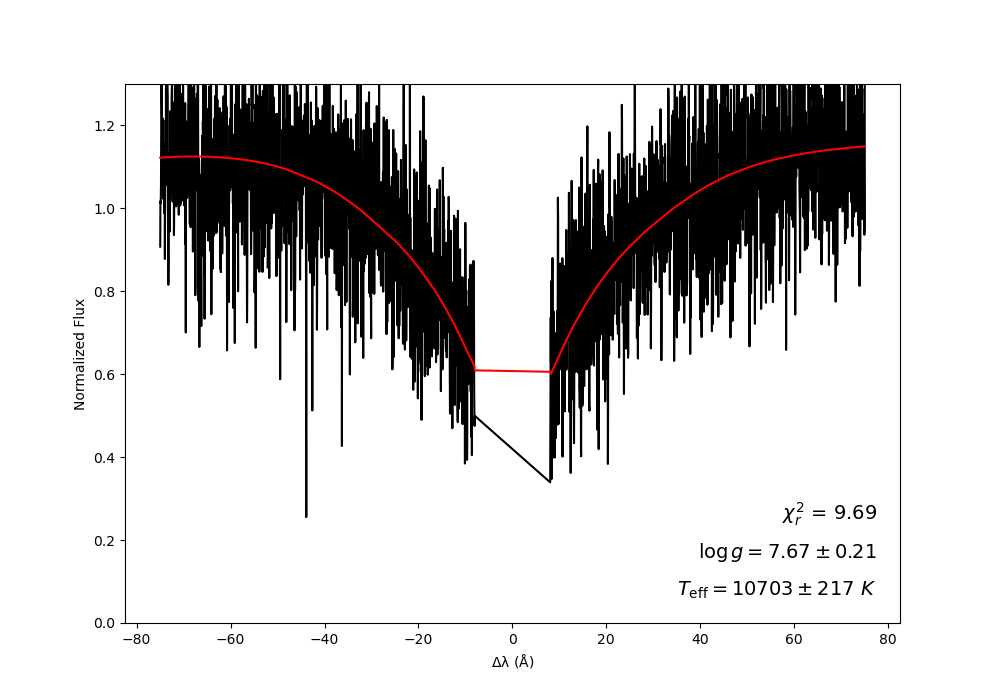 1.2
1.0
0.8
0.6
0.4
0.2
0.0
Normalized Flux
χ²ᵣ = 9.69
log g = 7.67 ± 0.21
T_eff = 10703 ± 217 K
−80 −60 −40 −20 0 20 40 60 80
Δλ (Å)